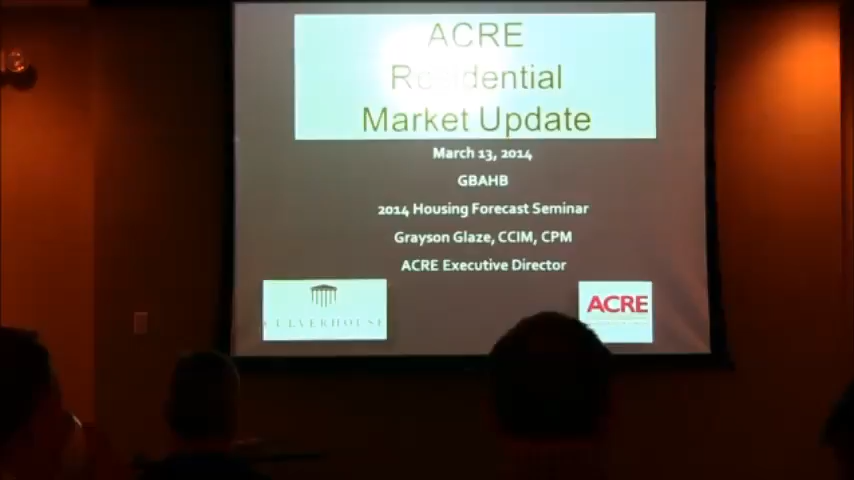 ACRE
Residential
Market Update
March 13, 2014
GBAHB
2014 Housing Forecast Seminar
Grayson Glaze, CCIM, CPM
ACRE Executive Director
CULVERHOUSE
ACRE